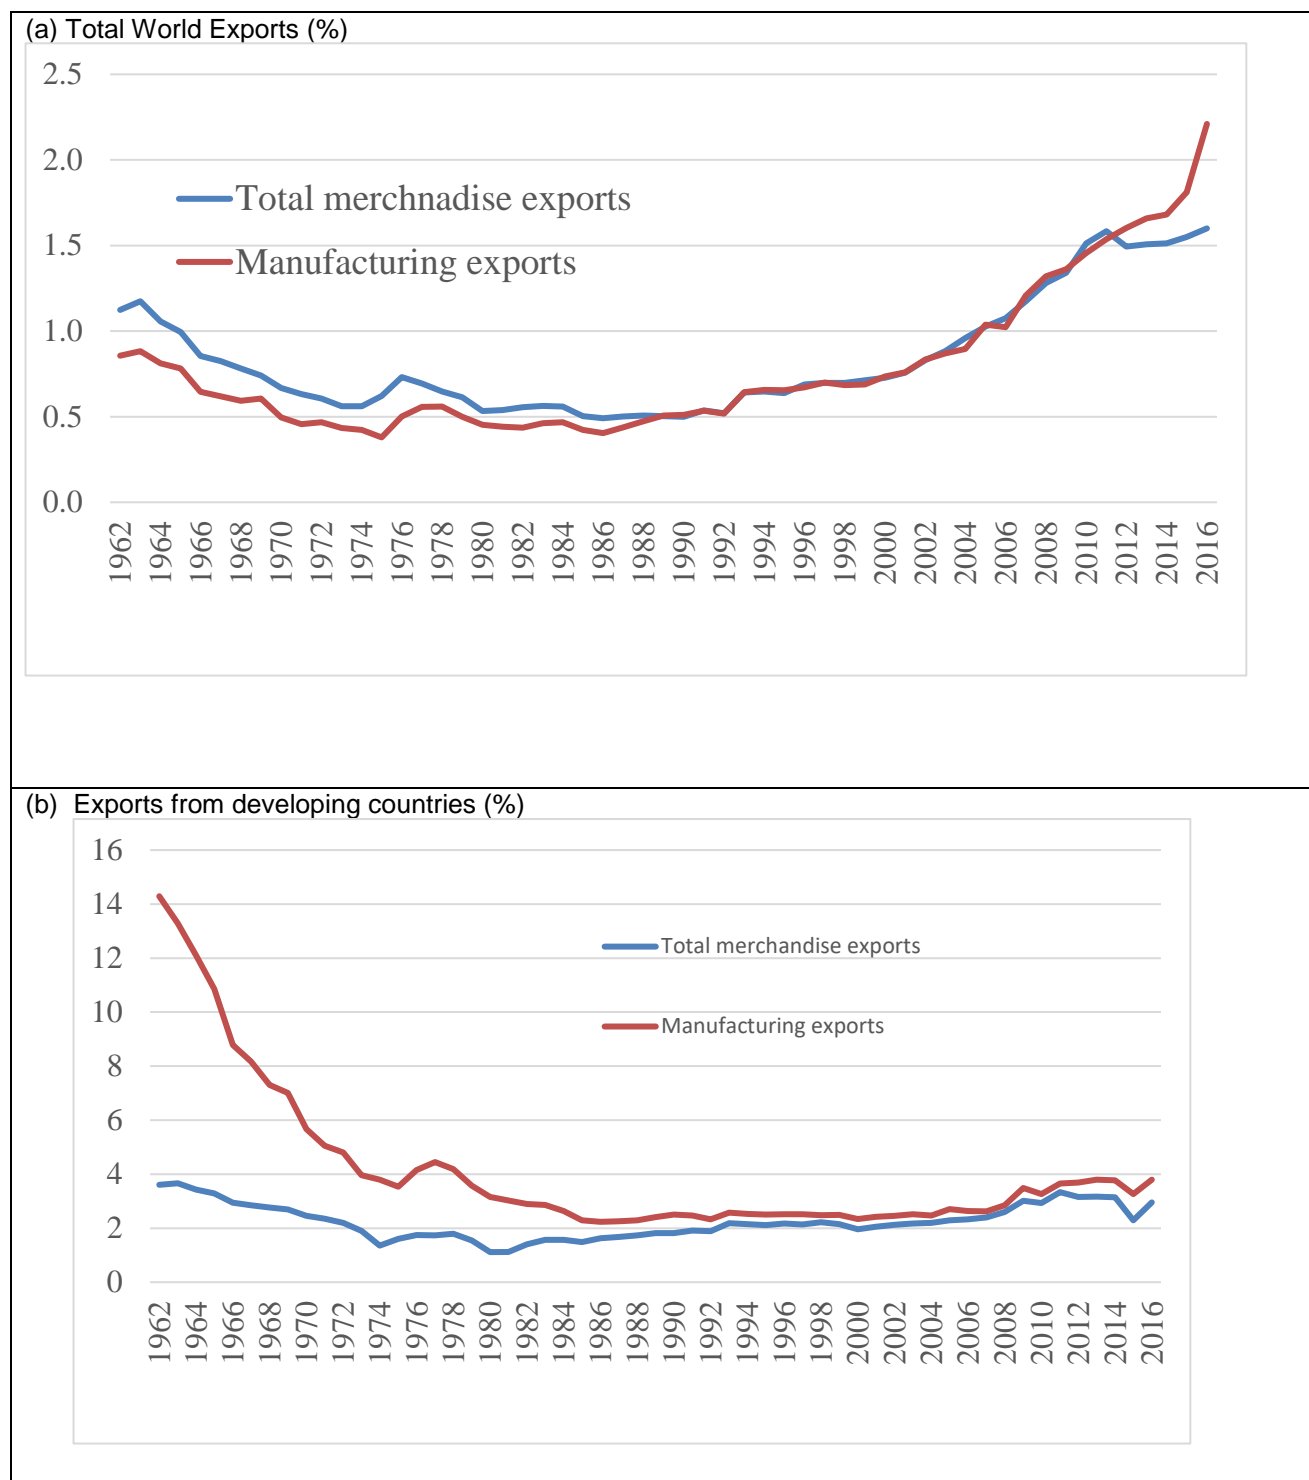 (a) Total World Exports (%)
2.5
2.0
Total merchnadise exports
1.5
Manufacturing exports
1.0
0.5
0.0
1962 1964 1966 1968 1970 1972 1974 1976 1978 1980 1982 1984 1986 1988 1990 1992 1994 1996 1998 2000 2002 2004 2006 2008 2010 2012 2014 2016
(b) Exports from developing countries (%)
16
14
Total merchandise exports
12
10
Manufacturing exports
8
6
4
2
0
1962 1964 1966 1968 1970 1972 1974 1976 1978 1980 1982 1984 1986 1988 1990 1992 1994 1996 1998 2000 2002 2004 2006 2008 2010 2012 2014 2016